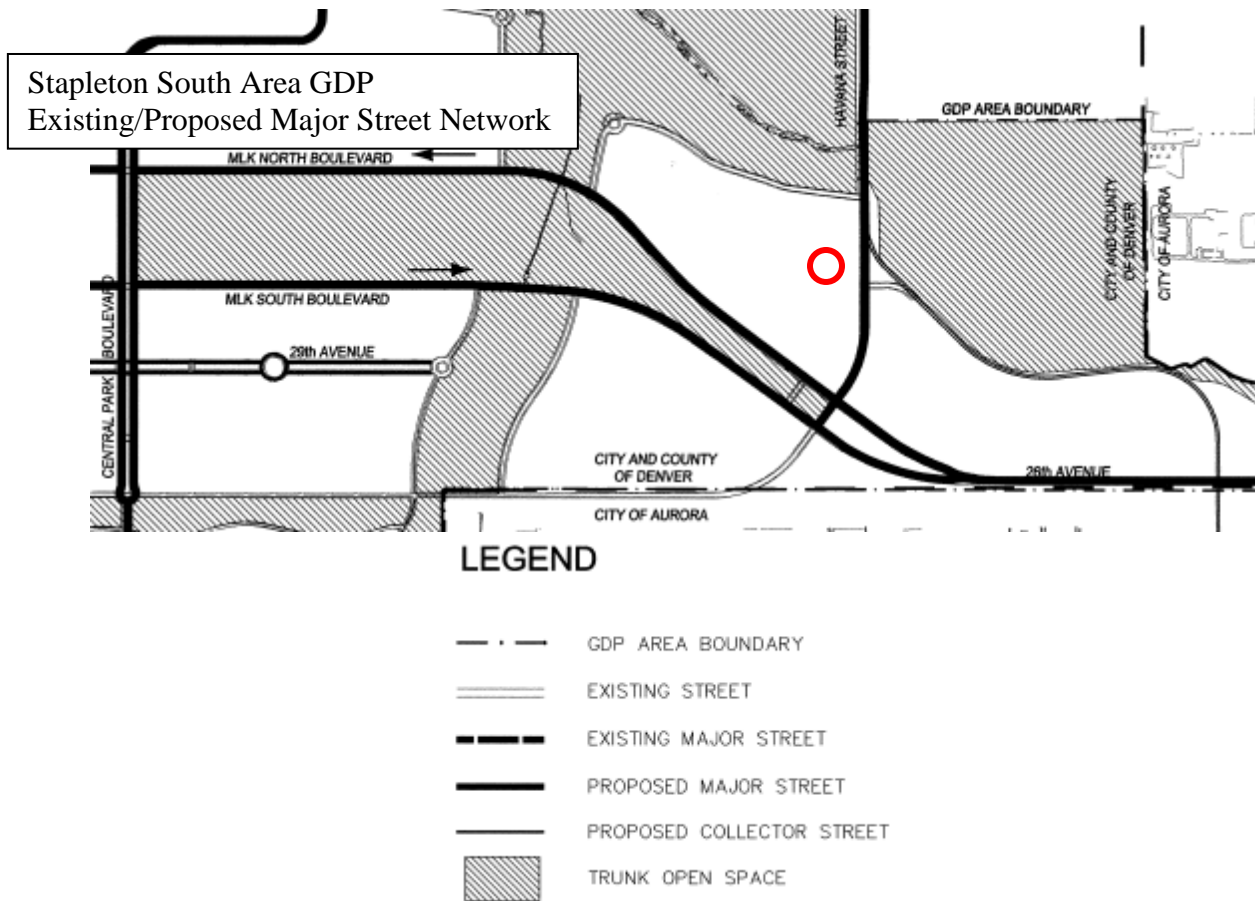 Stapleton South Area GDP
Existing/Proposed Major Street Network
HAVANA STREET
GDP AREA BOUNDARY
MLK NORTH BOULEVARD
CITY AND COUNTY
OF DENVER
CITY OF AURORA
MLK SOUTH BOULEVARD
CENTRAL PARK BOULEVARD
29th AVENUE
CITY AND COUNTY
OF DENVER
26th AVENUE
CITY OF AURORA
LEGEND
GDP AREA BOUNDARY
EXISTING STREET
EXISTING MAJOR STREET
PROPOSED MAJOR STREET
PROPOSED COLLECTOR STREET
TRUNK OPEN SPACE